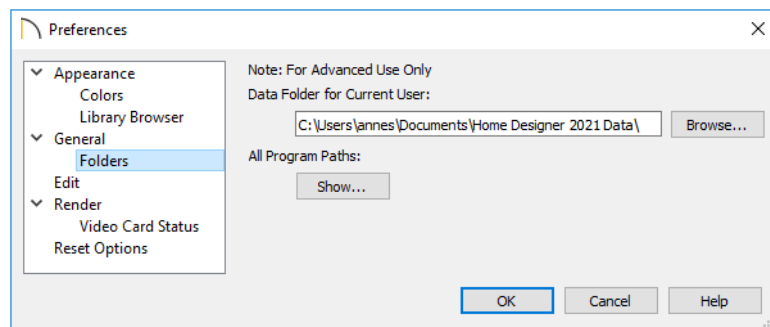 Preferences
Appearance
Colors
Library Browser
General
Folders
Edit
Render
Video Card Status
Reset Options
Note: For Advanced Use Only
Data Folder for Current User:
C:\Users\annes\Documents\Home Designer 2021 Data\
Browse...
All Program Paths:
Show...
OK
Cancel
Help